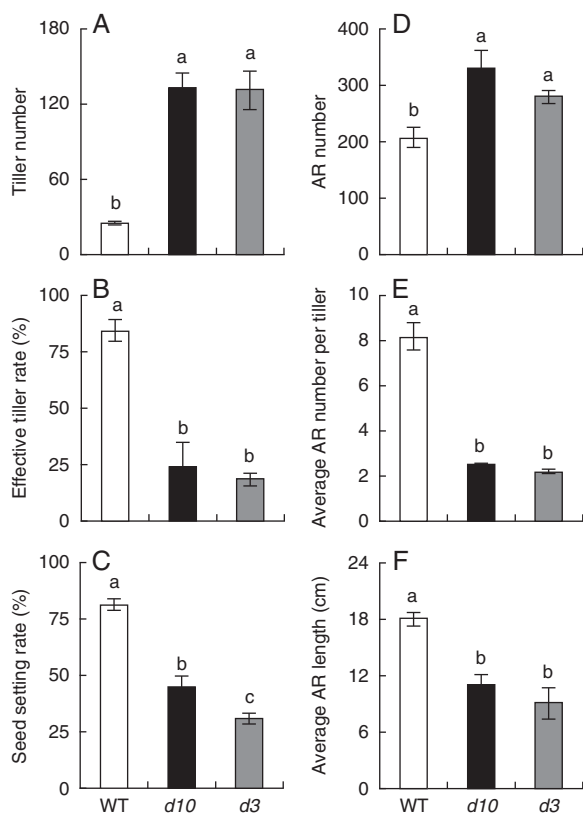 A
Tiller number
180
120
60
0
b
a
a
D
AR number
400
300
200
100
0
b
a
a
B
Effective tiller rate (%)
100
75
50
25
0
a
b
b
E
Average AR number per tiller
10
8
6
4
2
0
a
b
b
C
Seed setting rate (%)
100
75
50
25
0
a
b
c
WT d10 d3
F
Average AR length (cm)
24
18
12
6
0
a
b
b
WT d10 d3